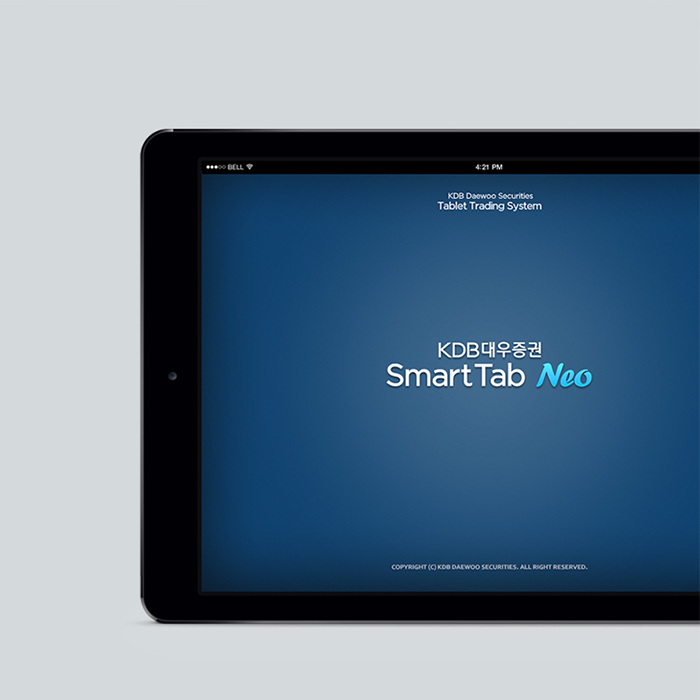 ●●●○○ BELL 4:21 PM
KDB Daewoo Securities
Tablet Trading System
KDB대우증권
SmartTab Neo
COPYRIGHT (C) KDB DAEWOO SECURITIES. ALL RIGHT RESERVED.